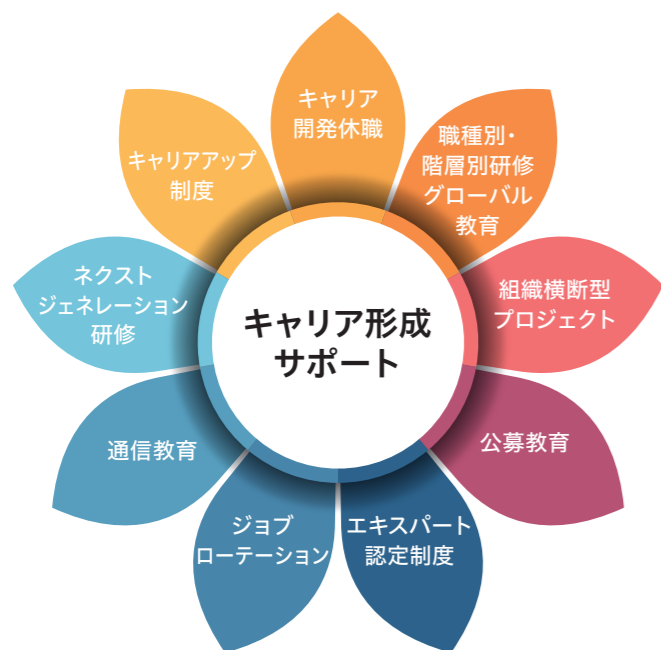 キャリア
開発休職
職種別・
階層別研修
グローバル
教育
組織横断型
プロジェクト
公募教育
エキスパート
認定制度
ジョブ
ローテーション
通信教育
ネクスト
ジェネレーション
研修
キャリアアップ
制度
キャリア形成
サポート